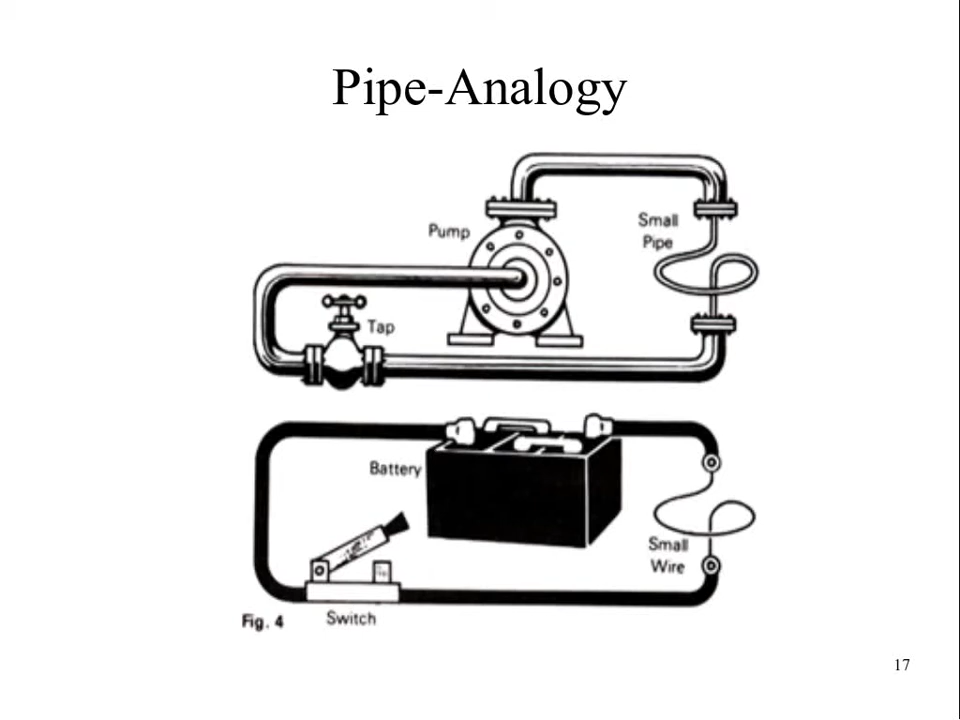 Pipe-Analogy
Pump
Small
Pipe
Tap
Battery
Small
Wire
Switch
Fig. 4
17